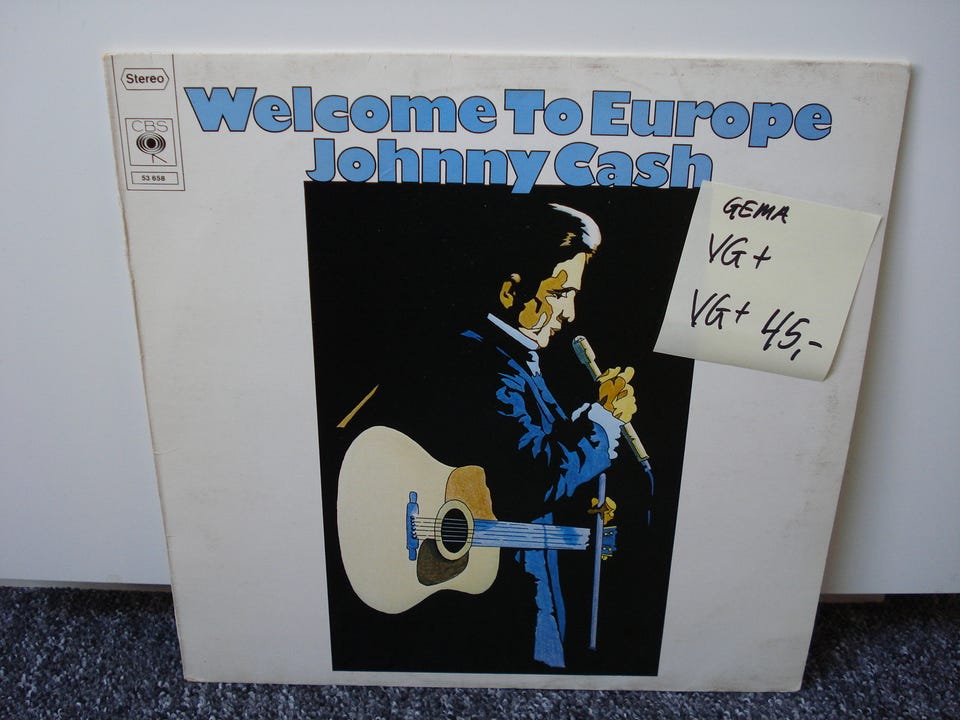 Stereo
CBS
53 658
Welcome To Europe
Johnny Cash
GEMA
VG+
VG+ 45,-